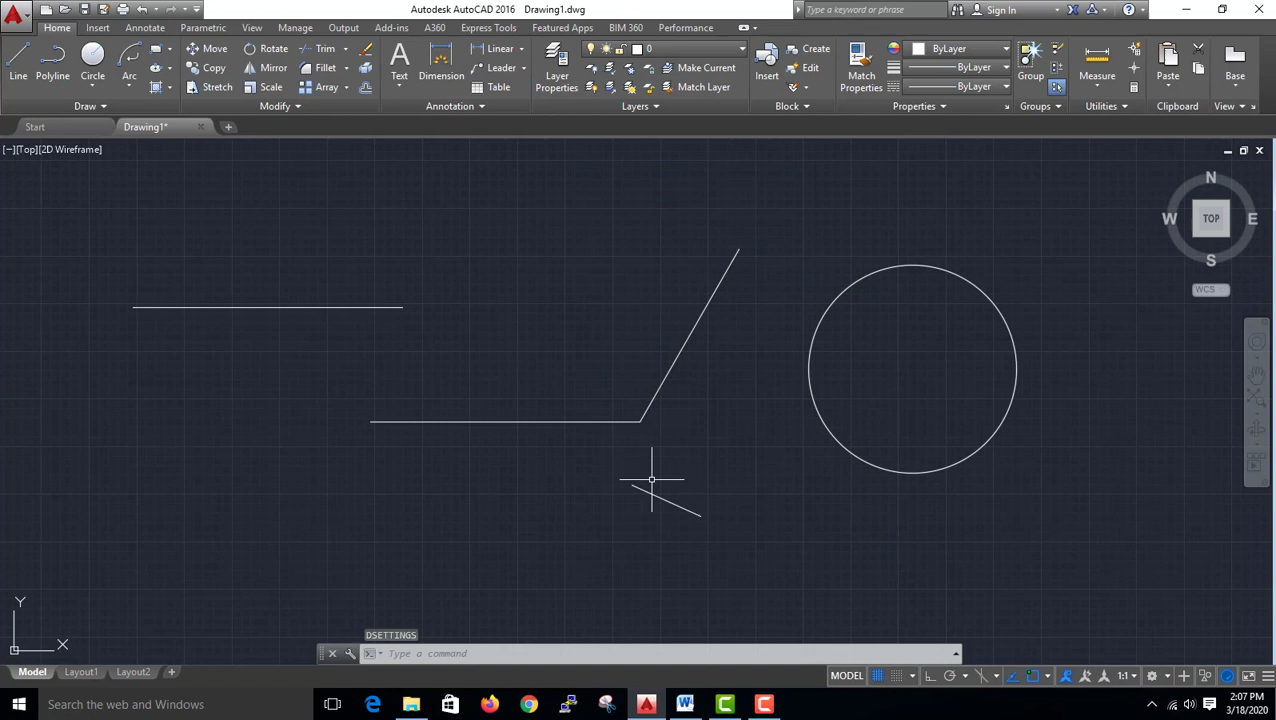 Autodesk AutoCAD 2016 Drawing1.dwg
Type a keyword or phrase
Sign In
Home Insert Annotate Parametric View Manage Output Add-ins A360 Express Tools Featured Apps BIM 360 Performance
Line Polyline Circle Arc
Move Rotate Trim
Copy Mirror Fillet
Stretch Scale Array
Text Dimension
Linear
Leader
Table
Layer Properties
0
Make Current
Match Layer
Insert
Create
Edit
Match Properties
ByLayer
ByLayer
ByLayer
Group
Measure
Paste
Base
Draw Modify Annotation Layers Block Properties Groups Utilities Clipboard View
Start Drawing1*
[−][Top][2D Wireframe]
N
W TOP E
S
WCS
Y
X
DSETTINGS
Type a command
Model Layout1 Layout2
MODEL 1:1
Search the web and Windows
2:07 PM
3/18/2020